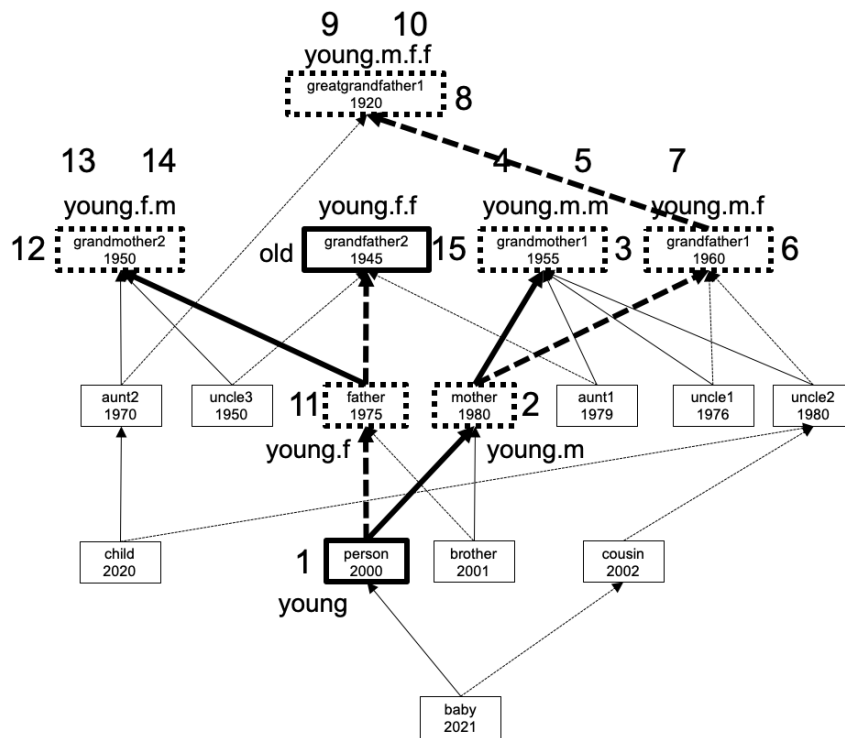 9 10
young.m.f.f
greatgrandfather1
1920
8
13 14
4 5 7
young.f.m
young.f.f
young.m.m
young.m.f
12
grandmother2
1950
old
grandfather2
1945
15
grandmother1
1955
3
grandfather1
1960
6
aunt2
1970
uncle3
1950
11
father
1975
mother
1980
2
aunt1
1979
uncle1
1976
uncle2
1980
young.f
young.m
child
2020
1
person
2000
brother
2001
cousin
2002
young
baby
2021